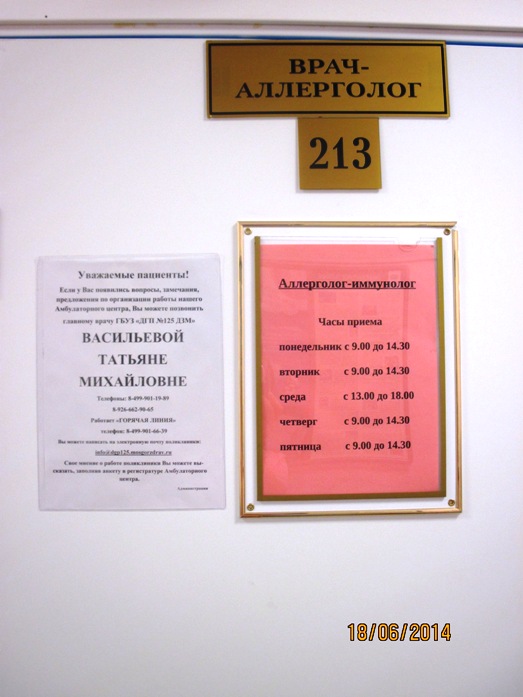 ВРАЧ-
АЛЛЕРГОЛОГ
213
Уважаемые пациенты!
Если у Вас появились вопросы, замечания,
предложения по организации работы нашего
Амбулаторного центра, Вы можете позвонить
главному врачу ГБУЗ «ДГП №125 ДЗМ»
ВАСИЛЬЕВОЙ
ТАТЬЯНЕ
МИХАЙЛОВНЕ
Телефоны: 8-499-901-19-89
8-926-662-90-65
Работает «ГОРЯЧАЯ ЛИНИЯ»
телефон: 8-499-901-66-39
Вы можете написать на электронную почту поликлиники:
info@dgp125.mosgorzdrav.ru
Свое мнение о работе поликлиники Вы можете вы-
сказать, заполнив анкету в регистратуре Амбулаторного
центра.
Администрация
Аллерголог-иммунолог
Часы приема
понедельник с 9.00 до 14.30
вторник с 9.00 до 14.30
среда с 13.00 до 18.00
четверг с 9.00 до 14.30
пятница с 9.00 до 14.30
18/06/2014